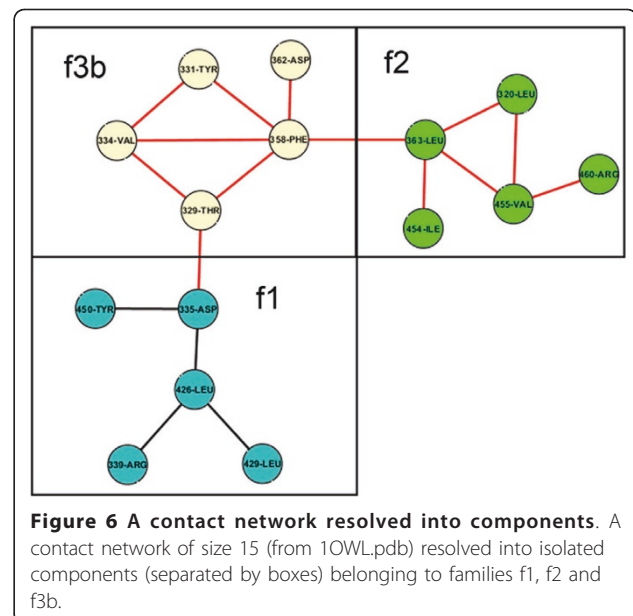 f3b
331-TYR
362-ASP
334-VAL
358-PHE
329-THR
f2
320-LEU
363-LEU
460-ARG
455-VAL
454-ILE
f1
450-TYR
335-ASP
426-LEU
339-ARG
429-LEU
Figure 6 A contact network resolved into components. A
contact network of size 15 (from 1OWL.pdb) resolved into isolated
components (separated by boxes) belonging to families f1, f2 and
f3b.